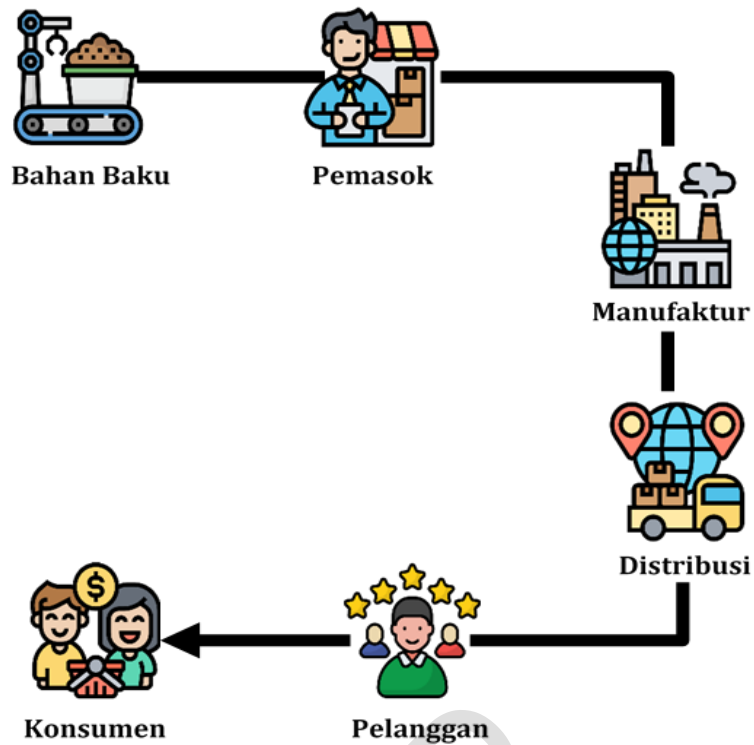 Bahan Baku
Pemasok
Manufaktur
Distribusi
$
Konsumen
Pelanggan